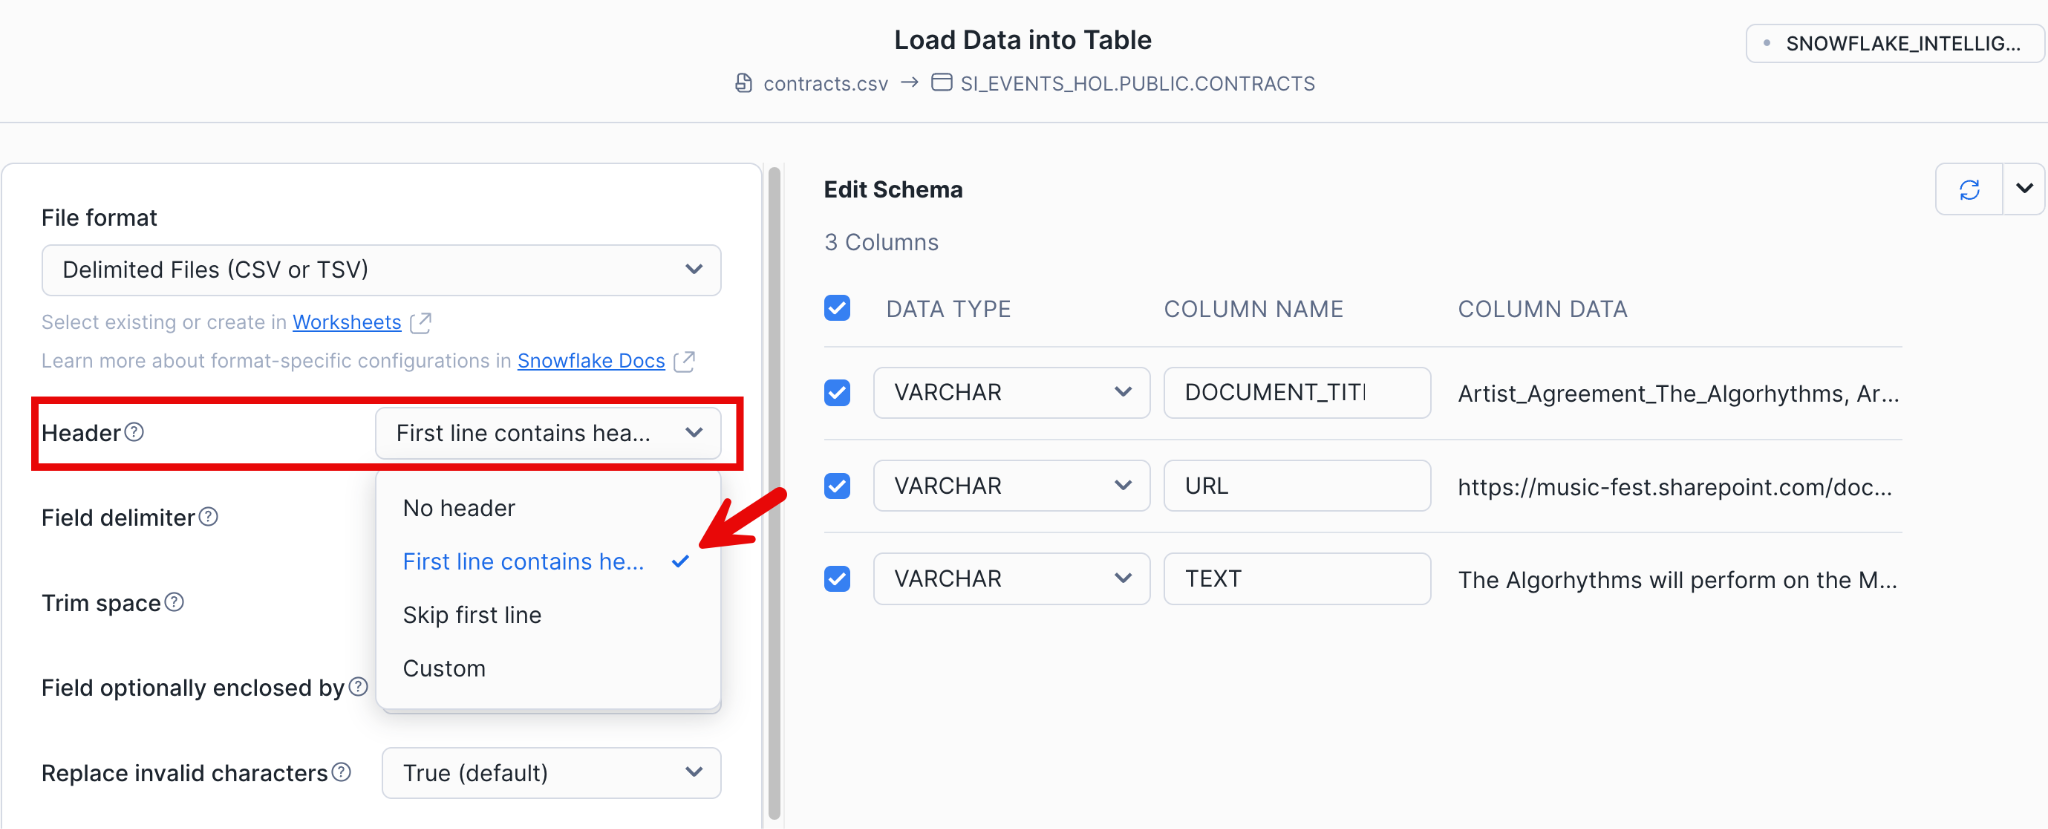 Load Data into Table
SNOWFLAKE_INTELLIG...
contracts.csv → SI_EVENTS_HOL.PUBLIC.CONTRACTS
File format
Delimited Files (CSV or TSV)
Select existing or create in Worksheets
Learn more about format-specific configurations in Snowflake Docs
Header
First line contains hea...
No header
First line contains he...
Skip first line
Custom
Field delimiter
Trim space
Field optionally enclosed by
Replace invalid characters
True (default)
Edit Schema
3 Columns
DATA TYPE COLUMN NAME COLUMN DATA
VARCHAR DOCUMENT_TITI Artist_Agreement_The_Algorhythms, Ar...
VARCHAR URL https://music-fest.sharepoint.com/doc...
VARCHAR TEXT The Algorhythms will perform on the M...